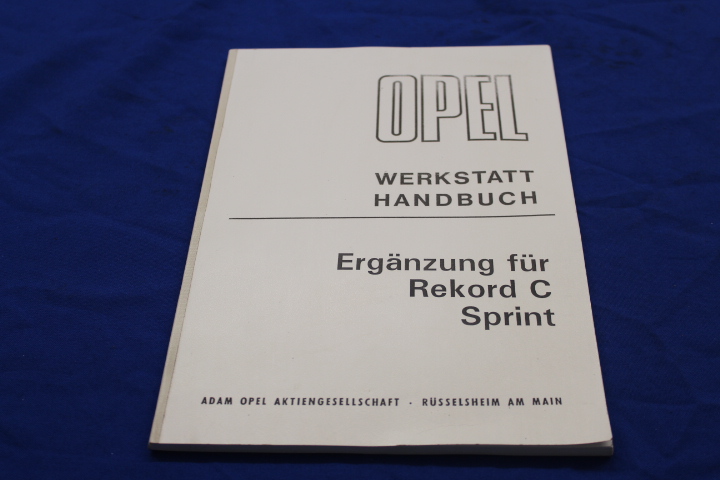 OPEL
WERKSTATT
HANDBUCH
Ergänzung für
Rekord C
Sprint
ADAM OPEL AKTIENGESELLSCHAFT · RÜSSELSHEIM AM MAIN